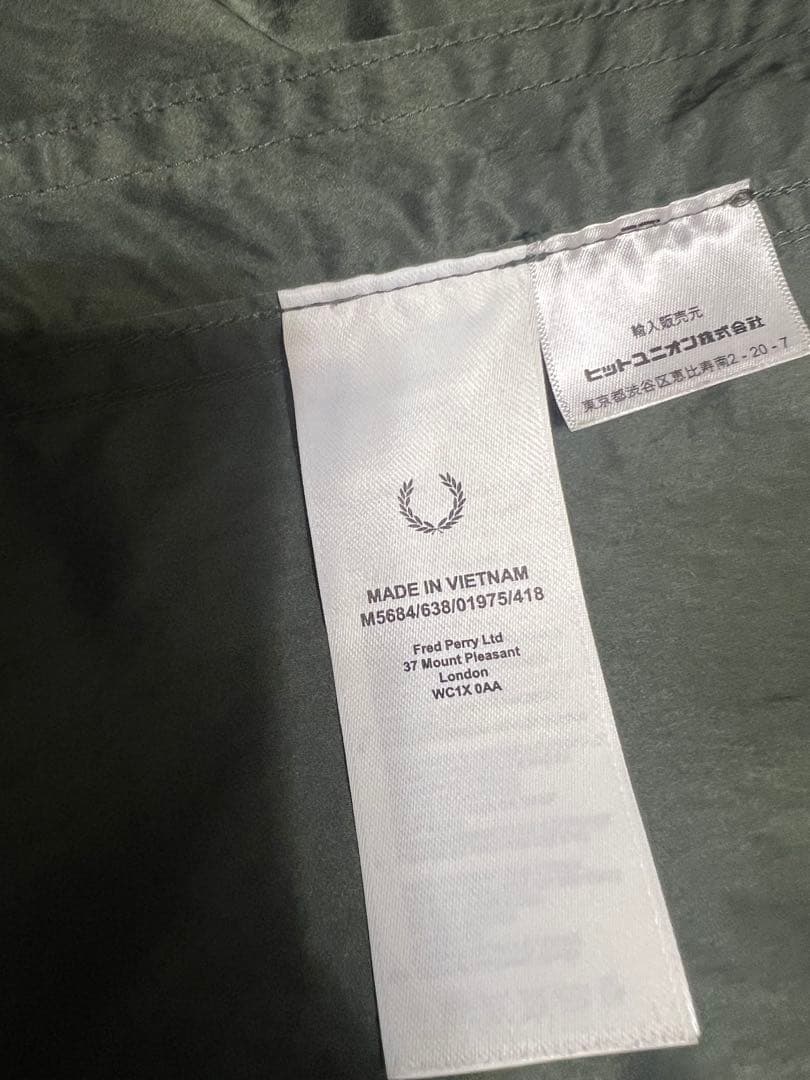 MADE IN VIETNAM
M5684/638/01975/418
Fred Perry Ltd
37 Mount Pleasant
London
WC1X 0AA
輸入販売元
ヒットユニオン株式会社
東京都渋谷区恵比寿南2-20-7